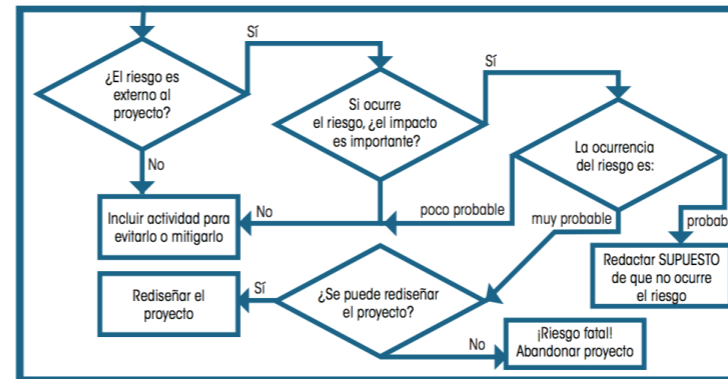 ¿El riesgo es
externo al
proyecto?
Sí
Si ocurre
el riesgo, ¿el impacto
es importante?
Sí
La ocurrencia
del riesgo es:
No
Incluir actividad para
evitarlo o mitigarlo
No
poco probable
muy probable
probab
Redactar SUPUESTO
de que no ocurre
el riesgo
Rediseñar el
proyecto
Sí
¿Se puede rediseñar
el proyecto?
No
¡Riesgo fatal!
Abandonar proyecto